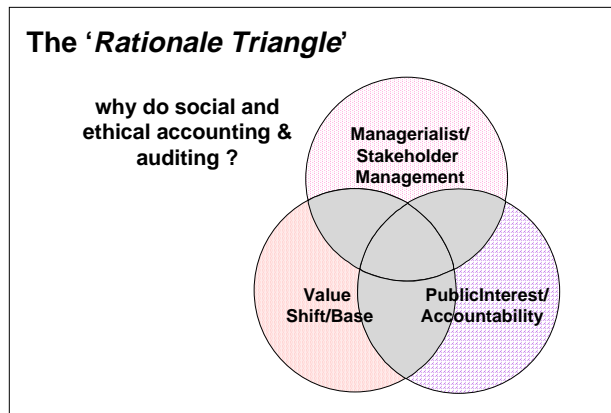 The ‘Rationale Triangle’
why do social and
ethical accounting &
auditing ?
Managerialist/
Stakeholder
Management
Value
Shift/Base
PublicInterest/
Accountability